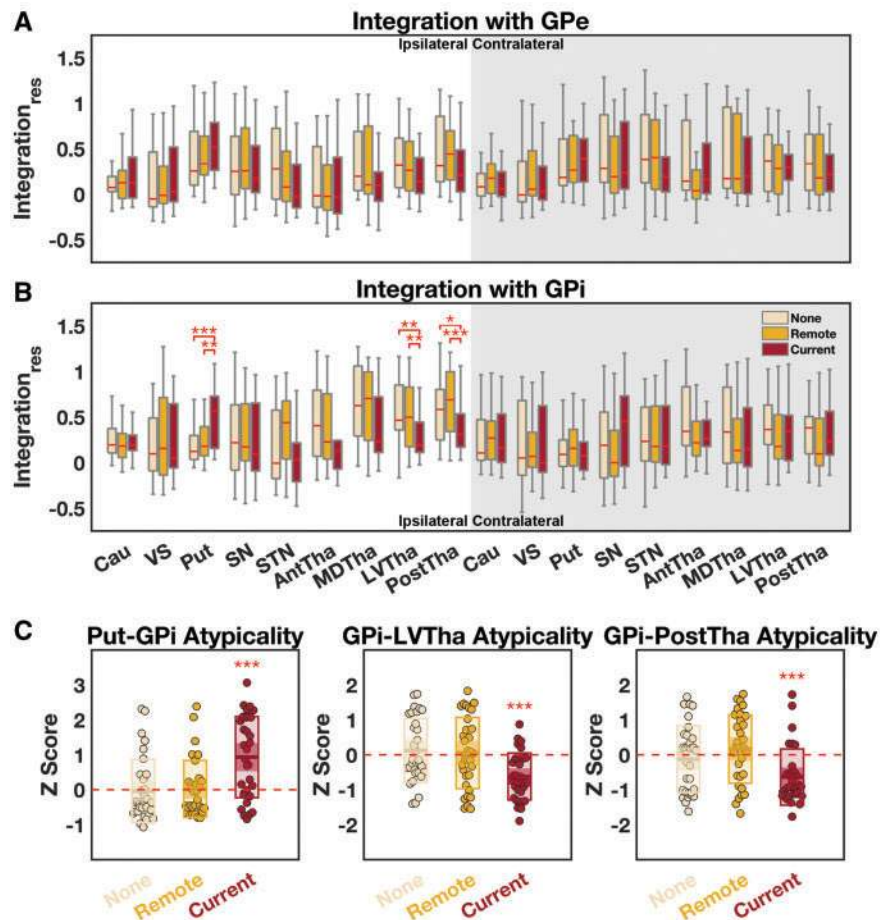 A
Integration with GPe
Ipsilateral Contralateral
Integrationres
1.5
1
0.5
0
-0.5
B
Integration with GPi
None
Remote
Current
*** ** ** ** * ***
Integrationres
1.5
1
0.5
0
-0.5
Ipsilateral Contralateral
Cau VS Put SN STN AntTha MDTha LVTha PostTha Cau VS Put SN STN AntTha MDTha LVTha PostTha
C
Put-GPi Atypicality GPi-LVTha Atypicality GPi-PostTha Atypicality
Z Score
3
2
1
0
-1
***
None Remote Current
Z Score
2
1
0
-1
-2
***
None Remote Current
Z Score
2
1
0
-1
-2
***
None Remote Current